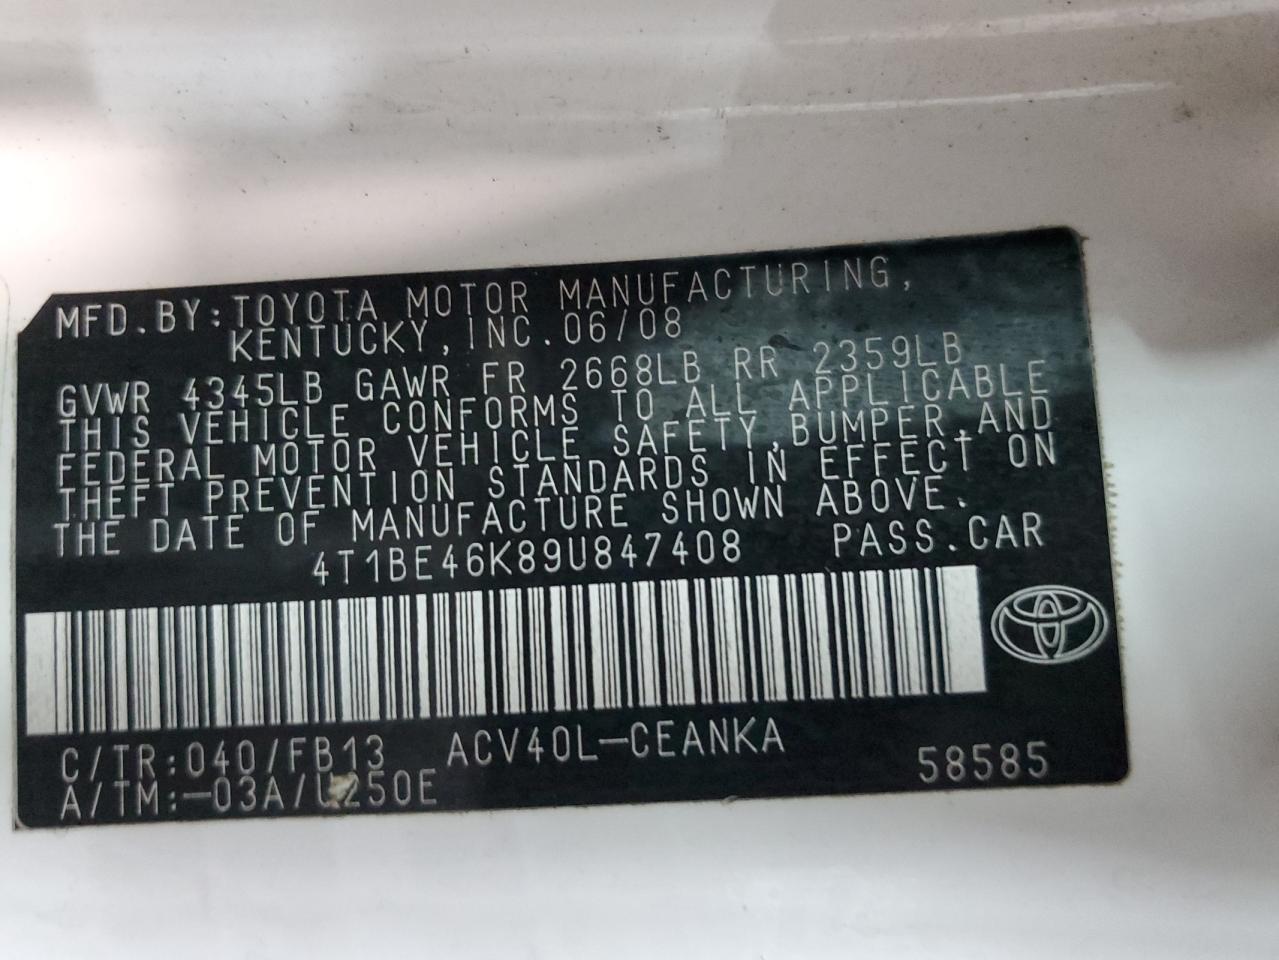 MFD.BY:TOYOTA MOTOR MANUFACTURING,
KENTUCKY,INC.06/08
GVWR 4345LB GAWR FR 2668LB RR 2359LB
THIS VEHICLE CONFORMS TO ALL APPLICABLE
FEDERAL MOTOR VEHICLE SAFETY,BUMPER,AND
THEFT PREVENTION STANDARDS IN EFFECT ON
THE DATE OF MANUFACTURE SHOWN ABOVE.
4T1BE46K89U847408 PASS.CAR
C/TR:040/FB13 ACV40L-CEANKA
A/TM:-03A/U250E 58585